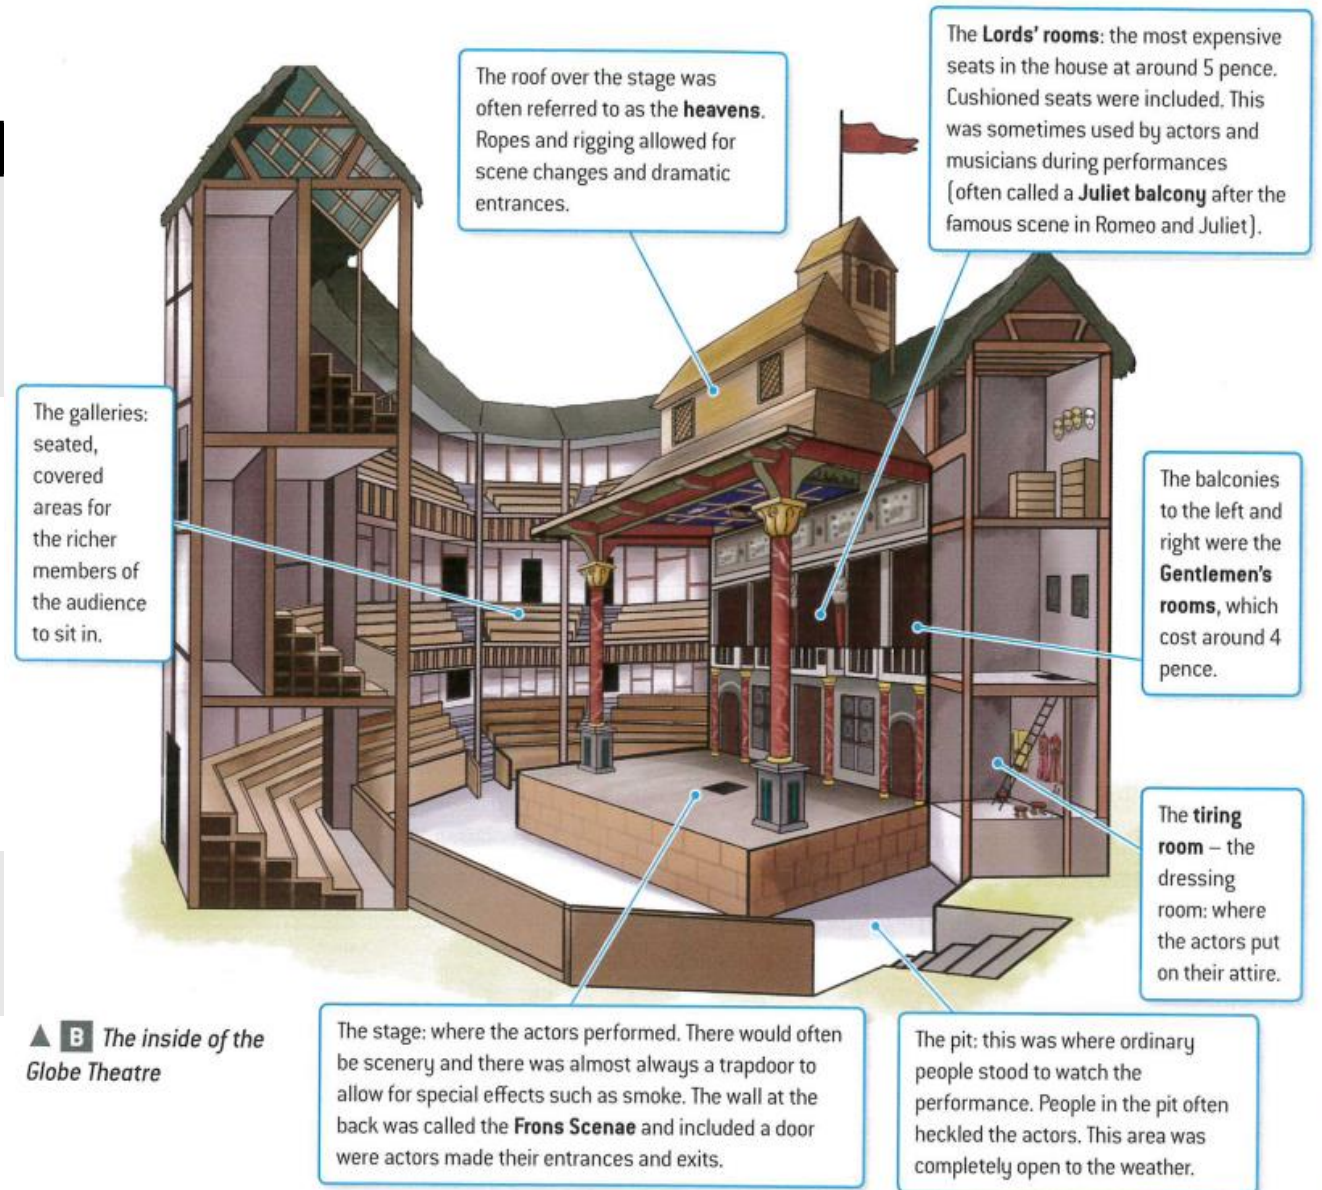 The roof over the stage was
often referred to as the heavens.
Ropes and rigging allowed for
scene changes and dramatic
entrances.
The Lords' rooms: the most expensive
seats in the house at around 5 pence.
Cushioned seats were included. This
was sometimes used by actors and
musicians during performances
(often called a Juliet balcony after the
famous scene in Romeo and Juliet).
The galleries:
seated,
covered
areas for
the richer
members of
the audience
to sit in.
The balconies
to the left and
right were the
Gentlemen's
rooms, which
cost around 4
pence.
The tiring
room – the
dressing
room: where
the actors put
on their attire.
▲ B The inside of the
Globe Theatre
The stage: where the actors performed. There would often
be scenery and there was almost always a trapdoor to
allow for special effects such as smoke. The wall at the
back was called the Frons Scenae and included a door
were actors made their entrances and exits.
The pit: this was where ordinary
people stood to watch the
performance. People in the pit often
heckled the actors. This area was
completely open to the weather.